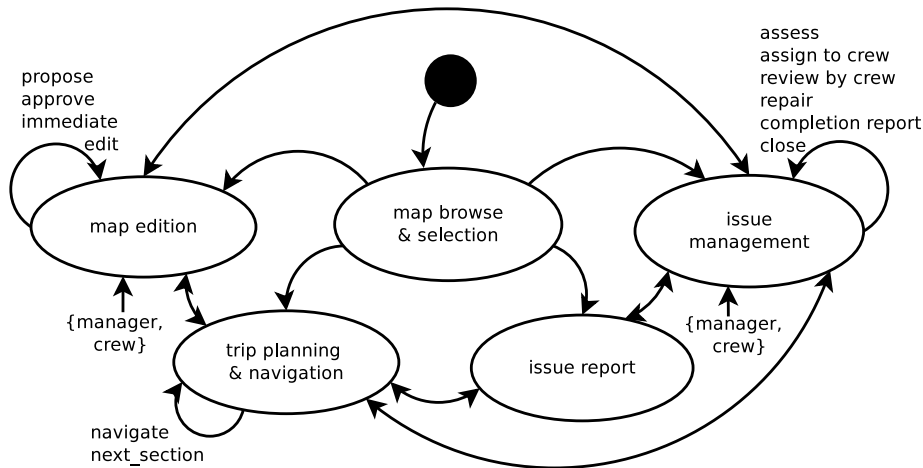 propose
approve
immediate
edit
assess
assign to crew
review by crew
repair
completion report
close
map edition
map browse
& selection
issue
management
{manager,
crew}
{manager,
crew}
trip planning
& navigation
issue report
navigate
next_section